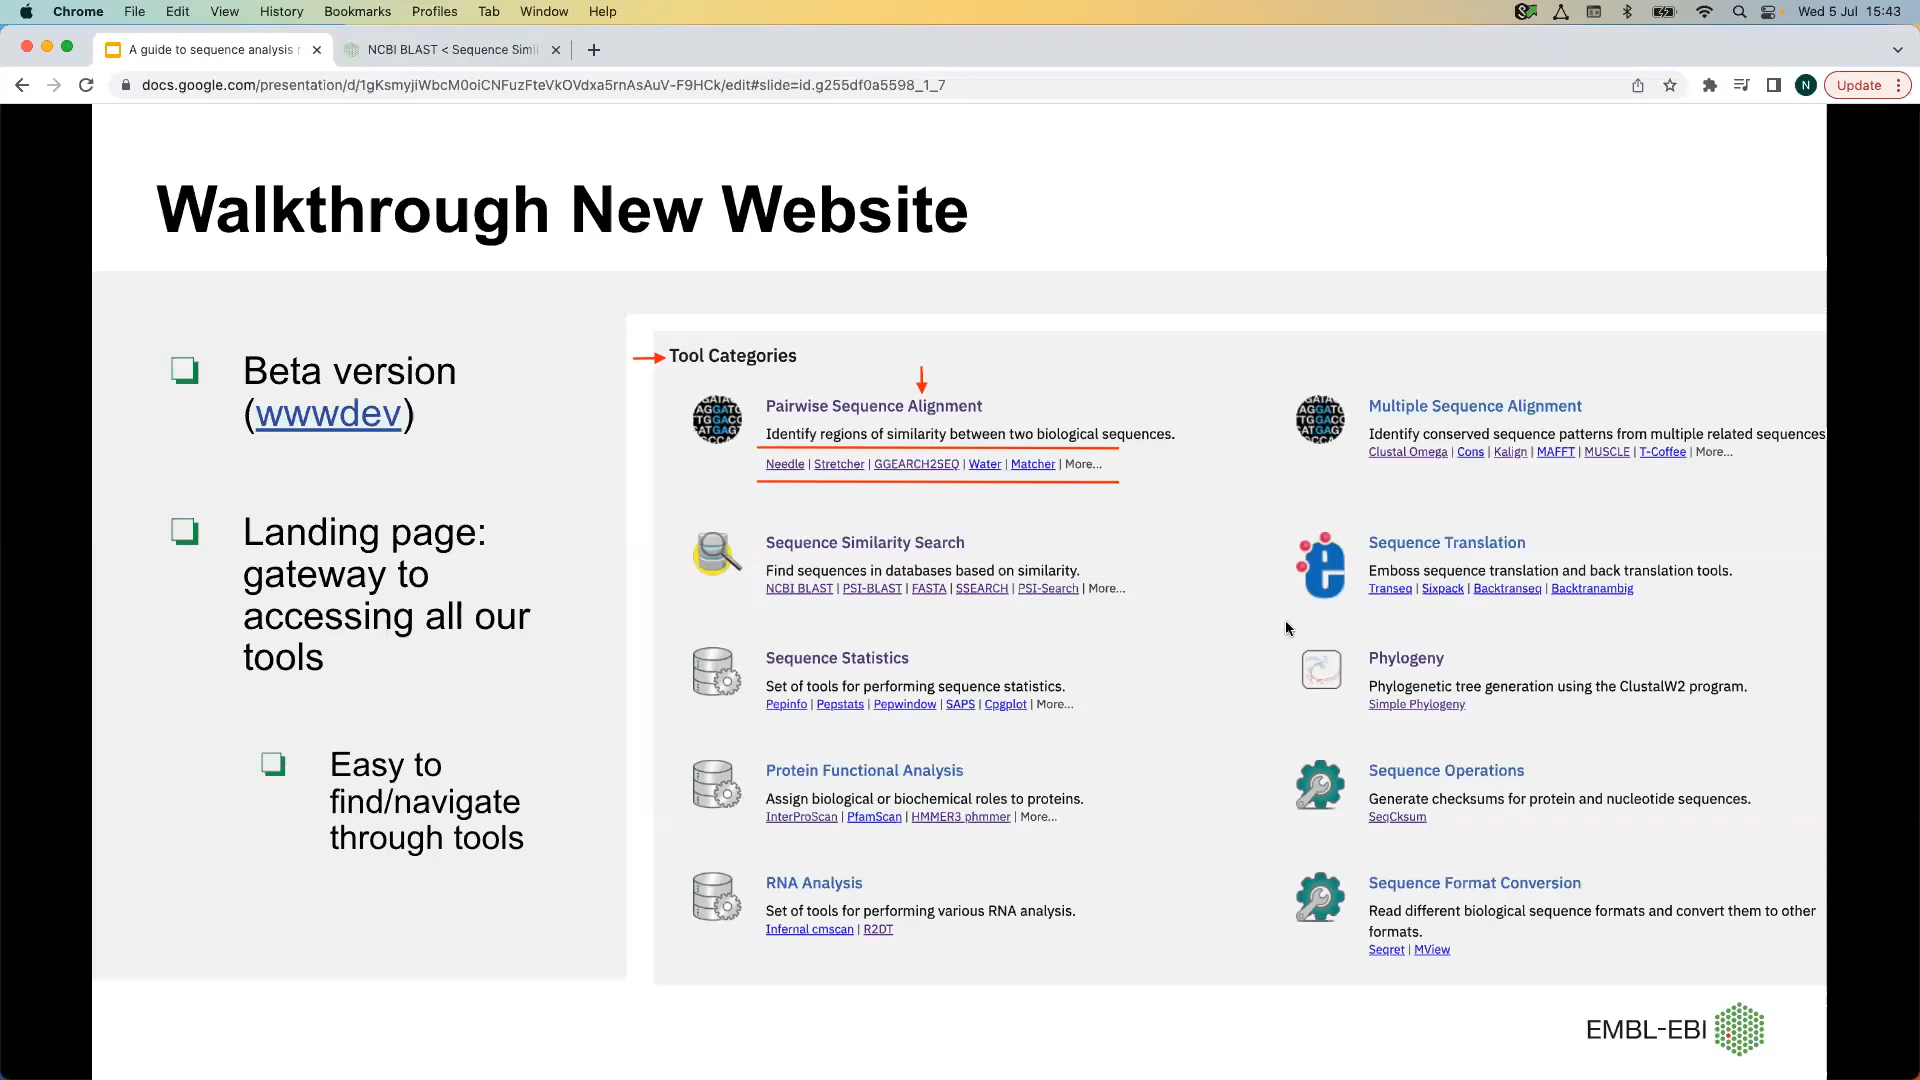 Chrome File Edit View History Bookmarks Profiles Tab Window Help Wed 5 Jul 15:43
A guide to sequence analysis
NCBI BLAST < Sequence Simil
docs.google.com/presentation/d/1gKsmyjiWbcM0oiCNFuzFteVkOVdxa5rnAsAuV-F9HCk/edit#slide=id.g255df0a5598_1_7
N
Update
Walkthrough New Website
Beta version
(wwwdev)
Landing page:
gateway to
accessing all our
tools
Easy to
find/navigate
through tools
Tool Categories
Pairwise Sequence Alignment
Identify regions of similarity between two biological sequences.
Needle | Stretcher | GGEARCH2SEQ | Water | Matcher | More...
Multiple Sequence Alignment
Identify conserved sequence patterns from multiple related sequences
Clustal Omega | Cons | Kalign | MAFFT | MUSCLE | T-Coffee | More...
Sequence Similarity Search
Find sequences in databases based on similarity.
NCBI BLAST | PSI-BLAST | FASTA | SSEARCH | PSI-Search | More...
Sequence Translation
Emboss sequence translation and back translation tools.
Transeq | Sixpack | Backtranseq | Backtranambig
Sequence Statistics
Set of tools for performing sequence statistics.
Pepinfo | Pepstats | Pepwindow | SAPS | Cpgplot | More...
Phylogeny
Phylogenetic tree generation using the ClustalW2 program.
Simple Phylogeny
Protein Functional Analysis
Assign biological or biochemical roles to proteins.
InterProScan | PfamScan | HMMER3 phmmer | More...
Sequence Operations
Generate checksums for protein and nucleotide sequences.
SeqCksum
RNA Analysis
Set of tools for performing various RNA analysis.
Infernal cmscan | R2DT
Sequence Format Conversion
Read different biological sequence formats and convert them to other
formats.
Seqret | MView
EMBL-EBI